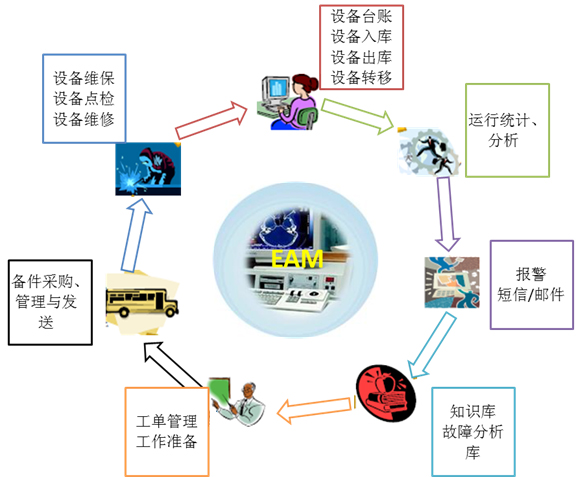 设备台账
设备入库
设备出库
设备转移
设备维保
设备点检
设备维修
运行统计、
分析
EAM
报警
短信/邮件
备件采购、
管理与发
送
知识库
故障分析
库
工单管理
工作准备